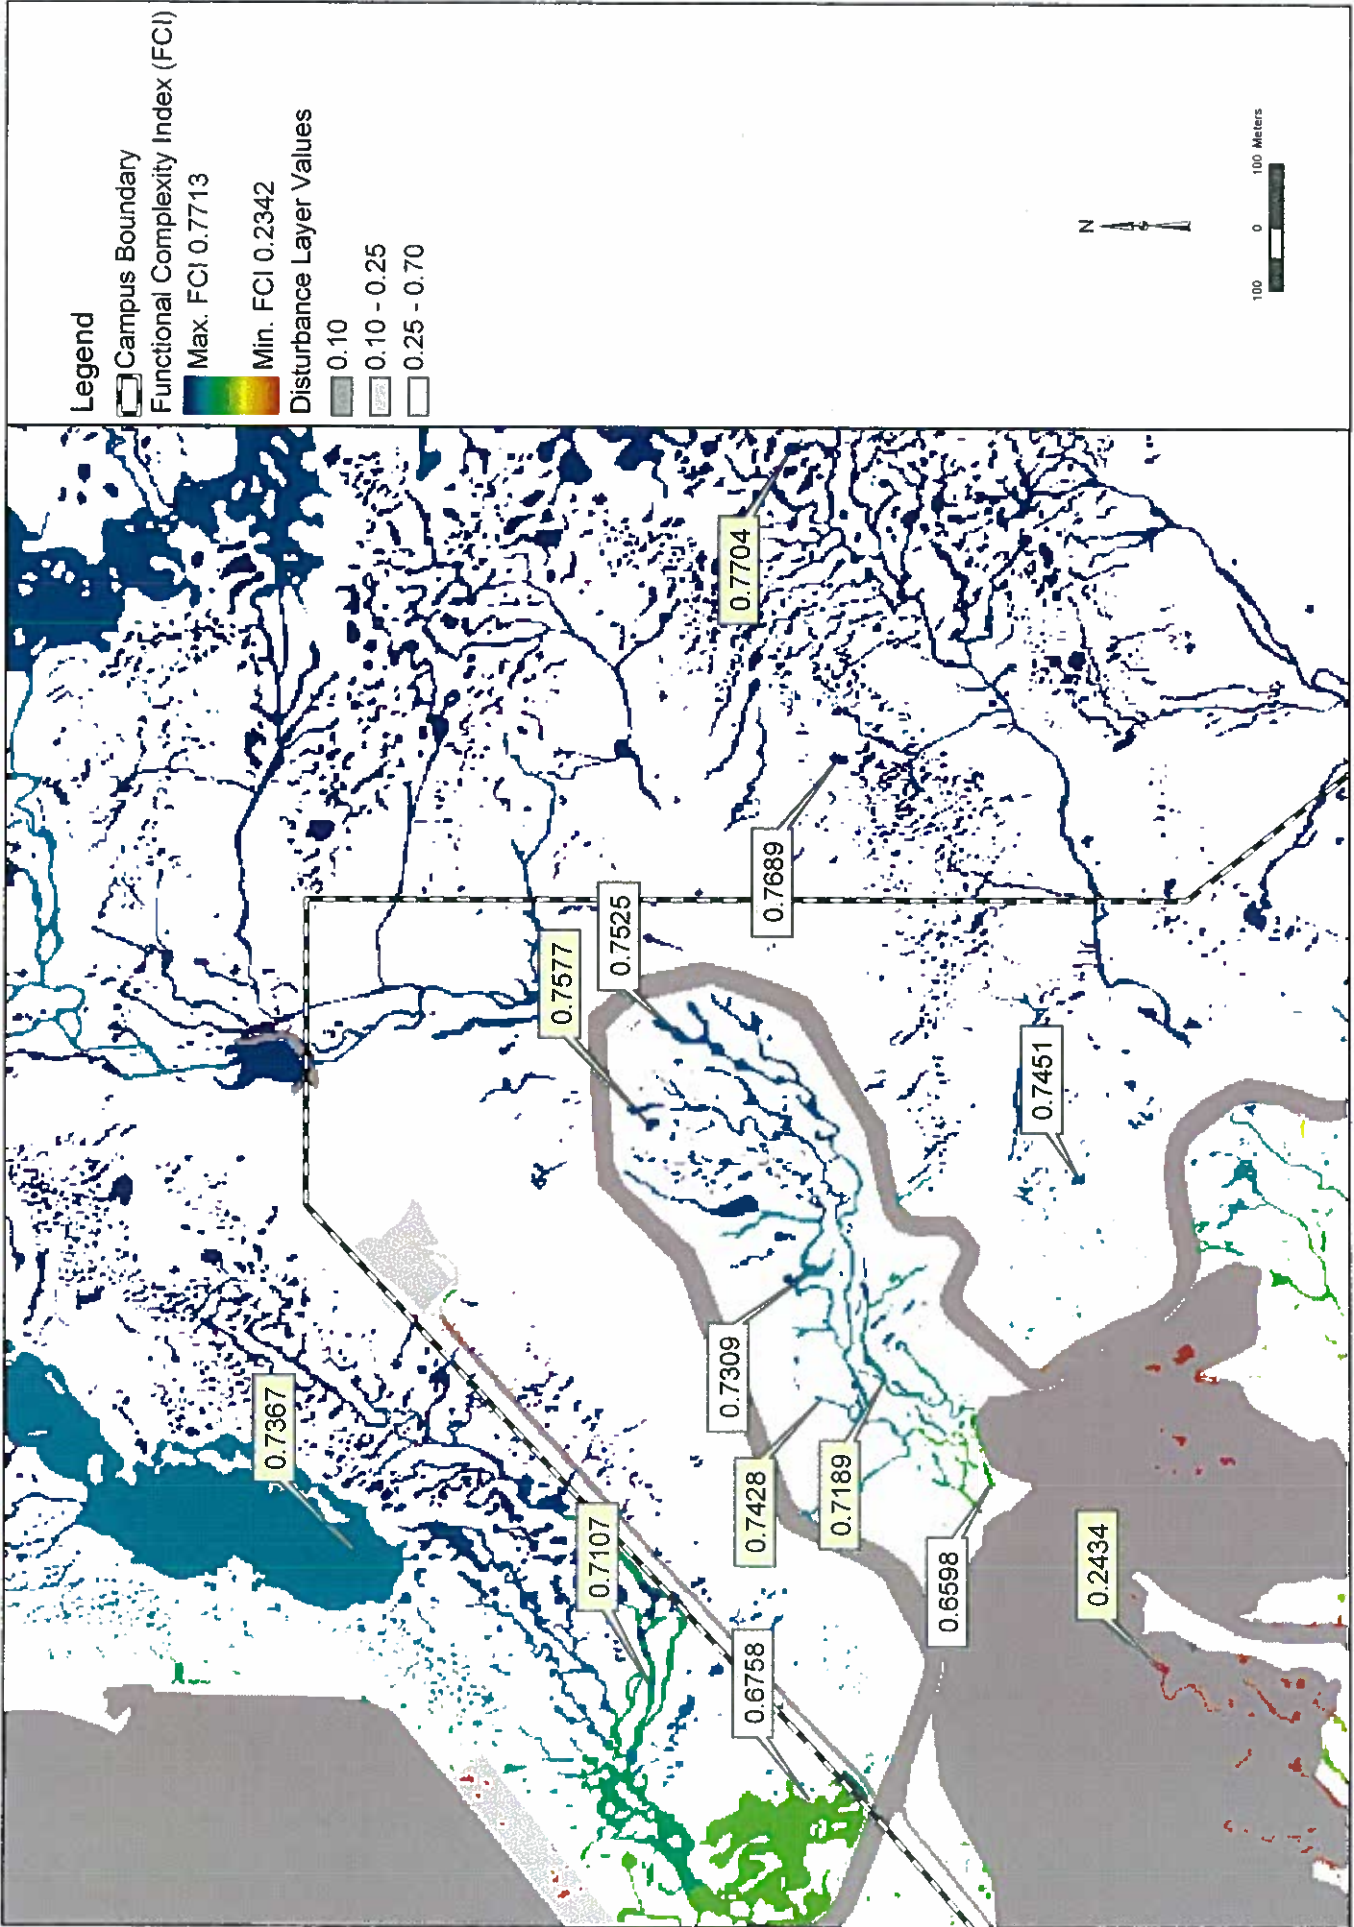 Legend
Campus Boundary
Functional Complexity Index (FCI)
Max. FCI 0.7713
Min. FCI 0.2342
Disturbance Layer Values
0.10
0.10 - 0.25
0.25 - 0.70
N
100 0 100 Meters
0.7367
0.7107
0.6758
0.7577
0.7525
0.7309
0.7428
0.7189
0.6598
0.2434
0.7704
0.7689
0.7451